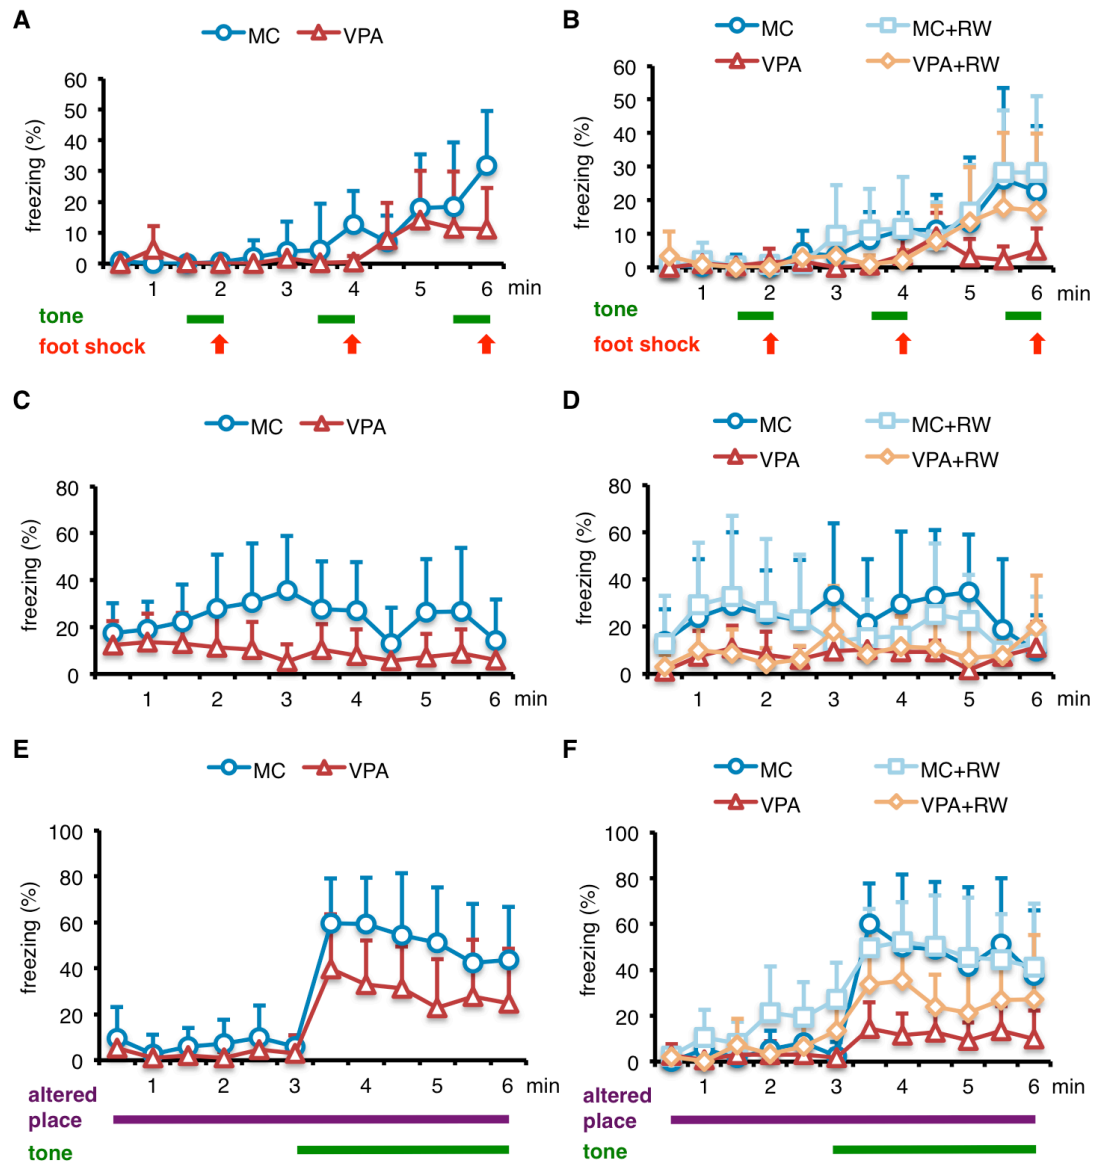 A
MC VPA
freezing (%)
60
50
40
30
20
10
0
1 2 3 4 5 6 min
tone
foot shock
B
MC MC+RW
VPA VPA+RW
freezing (%)
60
50
40
30
20
10
0
1 2 3 4 5 6 min
tone
foot shock
C
MC VPA
freezing (%)
80
60
40
20
0
1 2 3 4 5 6 min
D
MC MC+RW
VPA VPA+RW
freezing (%)
80
60
40
20
0
1 2 3 4 5 6 min
E
MC VPA
freezing (%)
100
80
60
40
20
0
1 2 3 4 5 6 min
altered
place
tone
F
MC MC+RW
VPA VPA+RW
freezing (%)
100
80
60
40
20
0
1 2 3 4 5 6 min
altered
place
tone